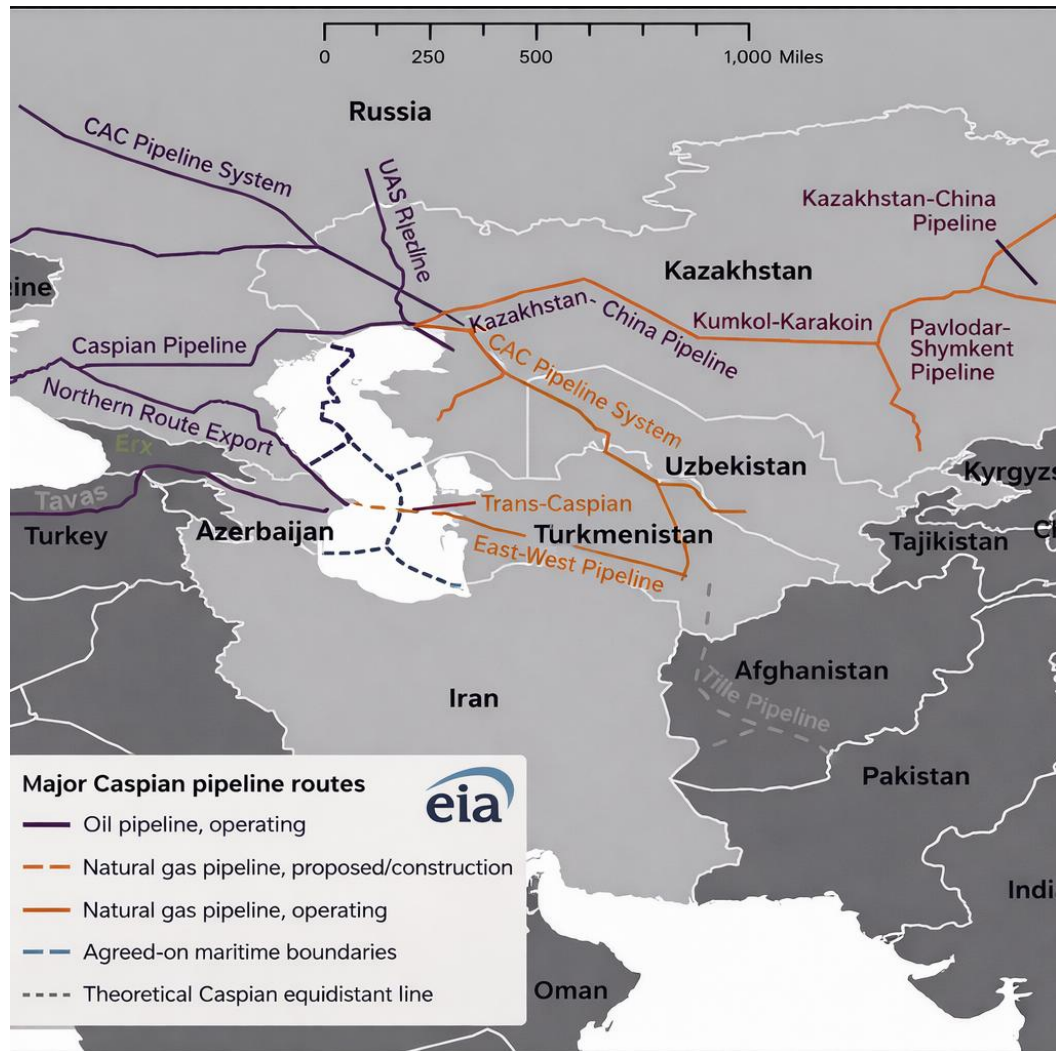 0 250 500 1,000 Miles
Russia
CAC Pipeline System
Kazakhstan-China
Pipeline
Kazakhstan
ine
Kazakhstan- China Pipeline
Kumkol-Karakoin
Pavlodar-
Shymkent
Pipeline
Caspian Pipeline
CAC Pipeline System
Northern Route Export
Erx
Uzbekistan
Kyrgyzs
Tavas
Trans-Caspian
Turkey
Azerbaijan
Turkmenistan
Tajikistan
East-West Pipeline
Afghanistan
Tille Pipeline
Iran
Pakistan
Major Caspian pipeline routes
eia
Oil pipeline, operating
Natural gas pipeline, proposed/construction
Natural gas pipeline, operating
Agreed-on maritime boundaries
Theoretical Caspian equidistant line
Indi
Oman